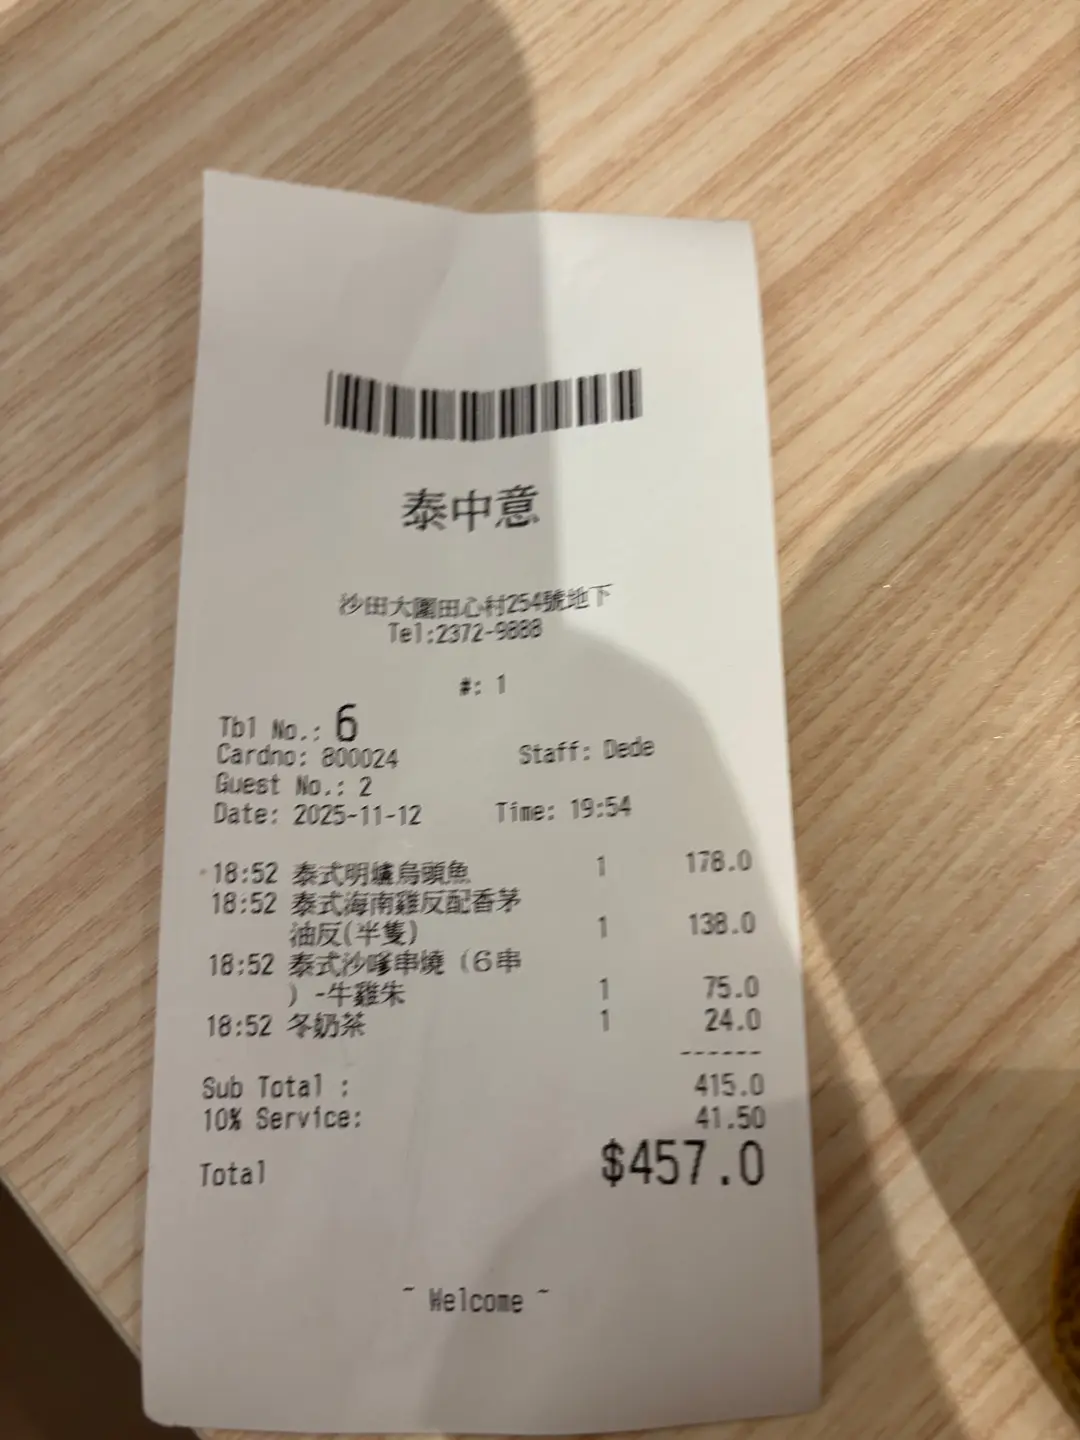 泰中意
沙田大圍田心村254號地下
Tel:2372-9888
#: 1
Tbl No.: 6
Cardno: 800024 Staff: Dede
Guest No.: 2
Date: 2025-11-12 Time: 19:54
18:52 泰式明爐烏頭魚 1 178.0
18:52 泰式海南雞反配香茅
油反(半隻) 1 138.0
18:52 泰式沙嗲串燒（6串
）-牛雞朱 1 75.0
18:52 冬奶茶 1 24.0
------
Sub Total : 415.0
10% Service: 41.50
Total $457.0
~ Welcome ~